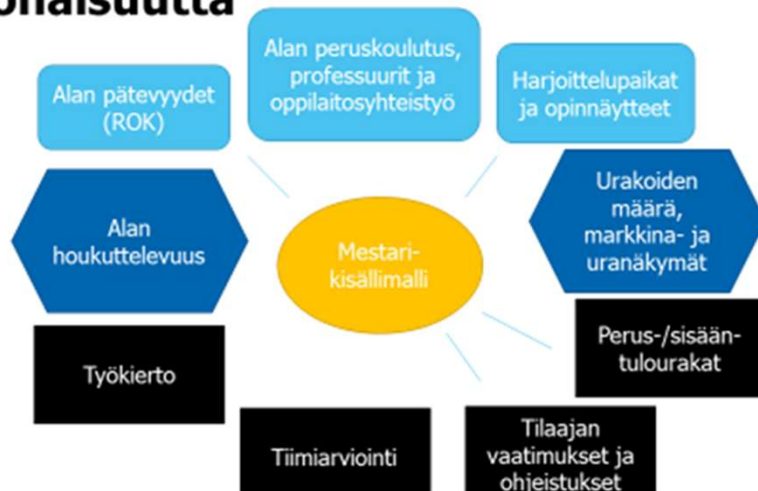 Alan peruskoulutus,
professuurit ja
oppilaitosyhteistyö
Alan pätevyydet
(ROK)
Harjoittelupaikat
ja opinnäytteet
Alan
houkuttelevuus
Mestari-
kisällimalli
Urakoiden
määrä,
markkina- ja
uranäkymät
Työkierto
Perus-/sisään-
tulourakat
Tiimiarviointi
Tilaajan
vaatimukset ja
ohjeistukset